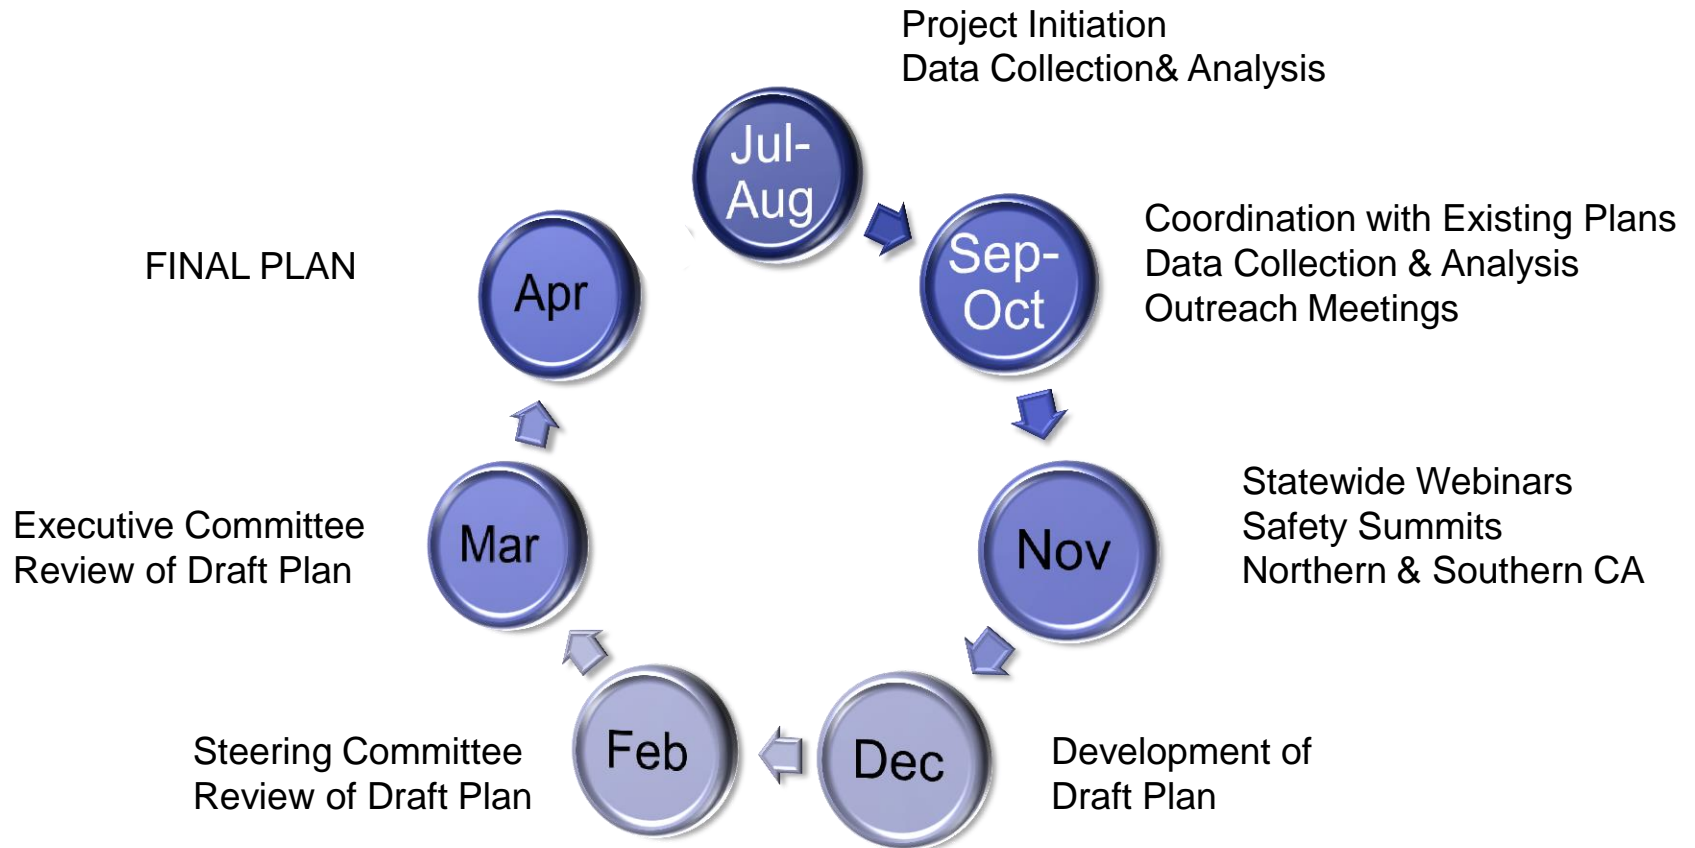 Project Initiation
Data Collection& Analysis
Jul-
Aug
Sep-
Oct
Coordination with Existing Plans
Data Collection & Analysis
Outreach Meetings
Nov
Statewide Webinars
Safety Summits
Northern & Southern CA
Dec
Development of
Draft Plan
Feb
Steering Committee
Review of Draft Plan
Mar
Executive Committee
Review of Draft Plan
Apr
FINAL PLAN